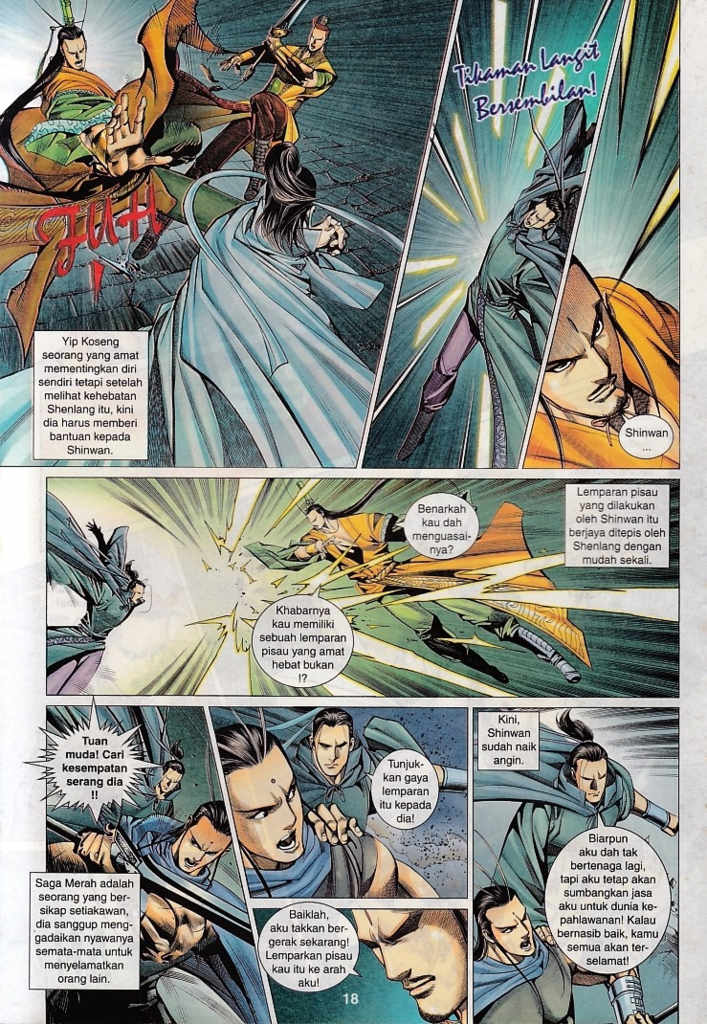 Tikaman Langit
Bersembilan!
JUH
!
Yip Koseng
seorang yang amat
mementingkan diri
sendiri tetapi setelah
melihat kehebatan
Shenlang itu, kini
dia harus memberi
bantuan kepada
Shinwan.
Shinwan
...
Benarkah
kau dah
menguasai-
nya?
Lemparan pisau
yang dilakukan
oleh Shinwan itu
berjaya ditepis oleh
Shenlang dengan
mudah sekali.
Khabarnya
kau memiliki
sebuah lemparan
pisau yang amat
hebat bukan
!?
Tuan
muda! Cari
kesempatan
serang dia
!!
Saga Merah adalah
seorang yang ber-
sikap setiakawan,
dia sanggup meng-
gadaikan nyawanya
semata-mata untuk
menyelamatkan
orang lain.
Tunjuk-
kan gaya
lemparan
itu kepada
dia!
Baiklah,
aku takkan ber-
gerak sekarang!
Lemparkan pisau
kau itu ke arah
aku!
Kini,
Shinwan
sudah naik
angin.
Biarpun
aku dah tak
bertenaga lagi,
tapi aku tetap akan
sumbangkan jasa
aku untuk dunia ke-
pahlawanan! Kalau
bernasib baik, kamu
semua akan ter-
selamat!
18